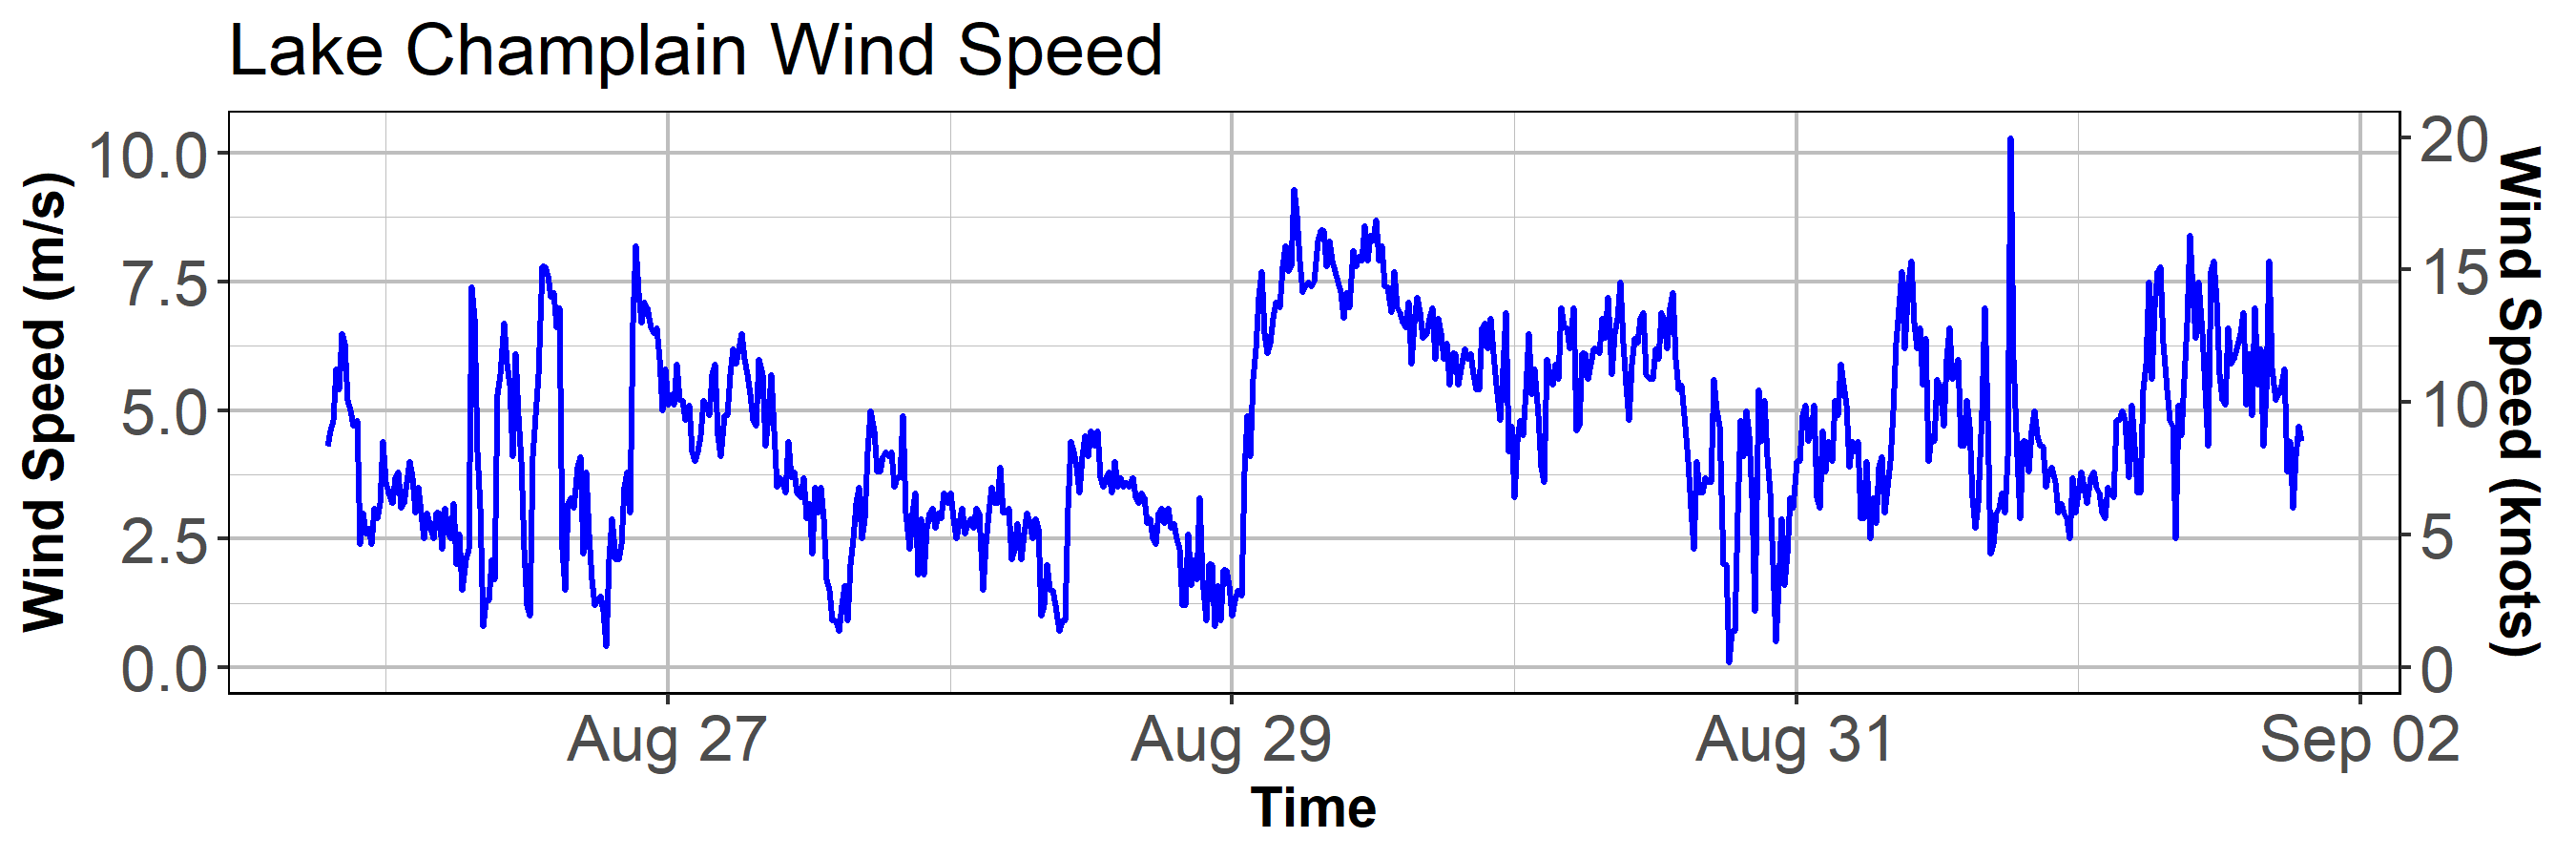 Lake Champlain Wind Speed
Wind Speed (m/s)
10.0
7.5
5.0
2.5
0.0
20
15
10
5
0
Wind Speed (knots)
Aug 27 Aug 29 Aug 31 Sep 02
Time